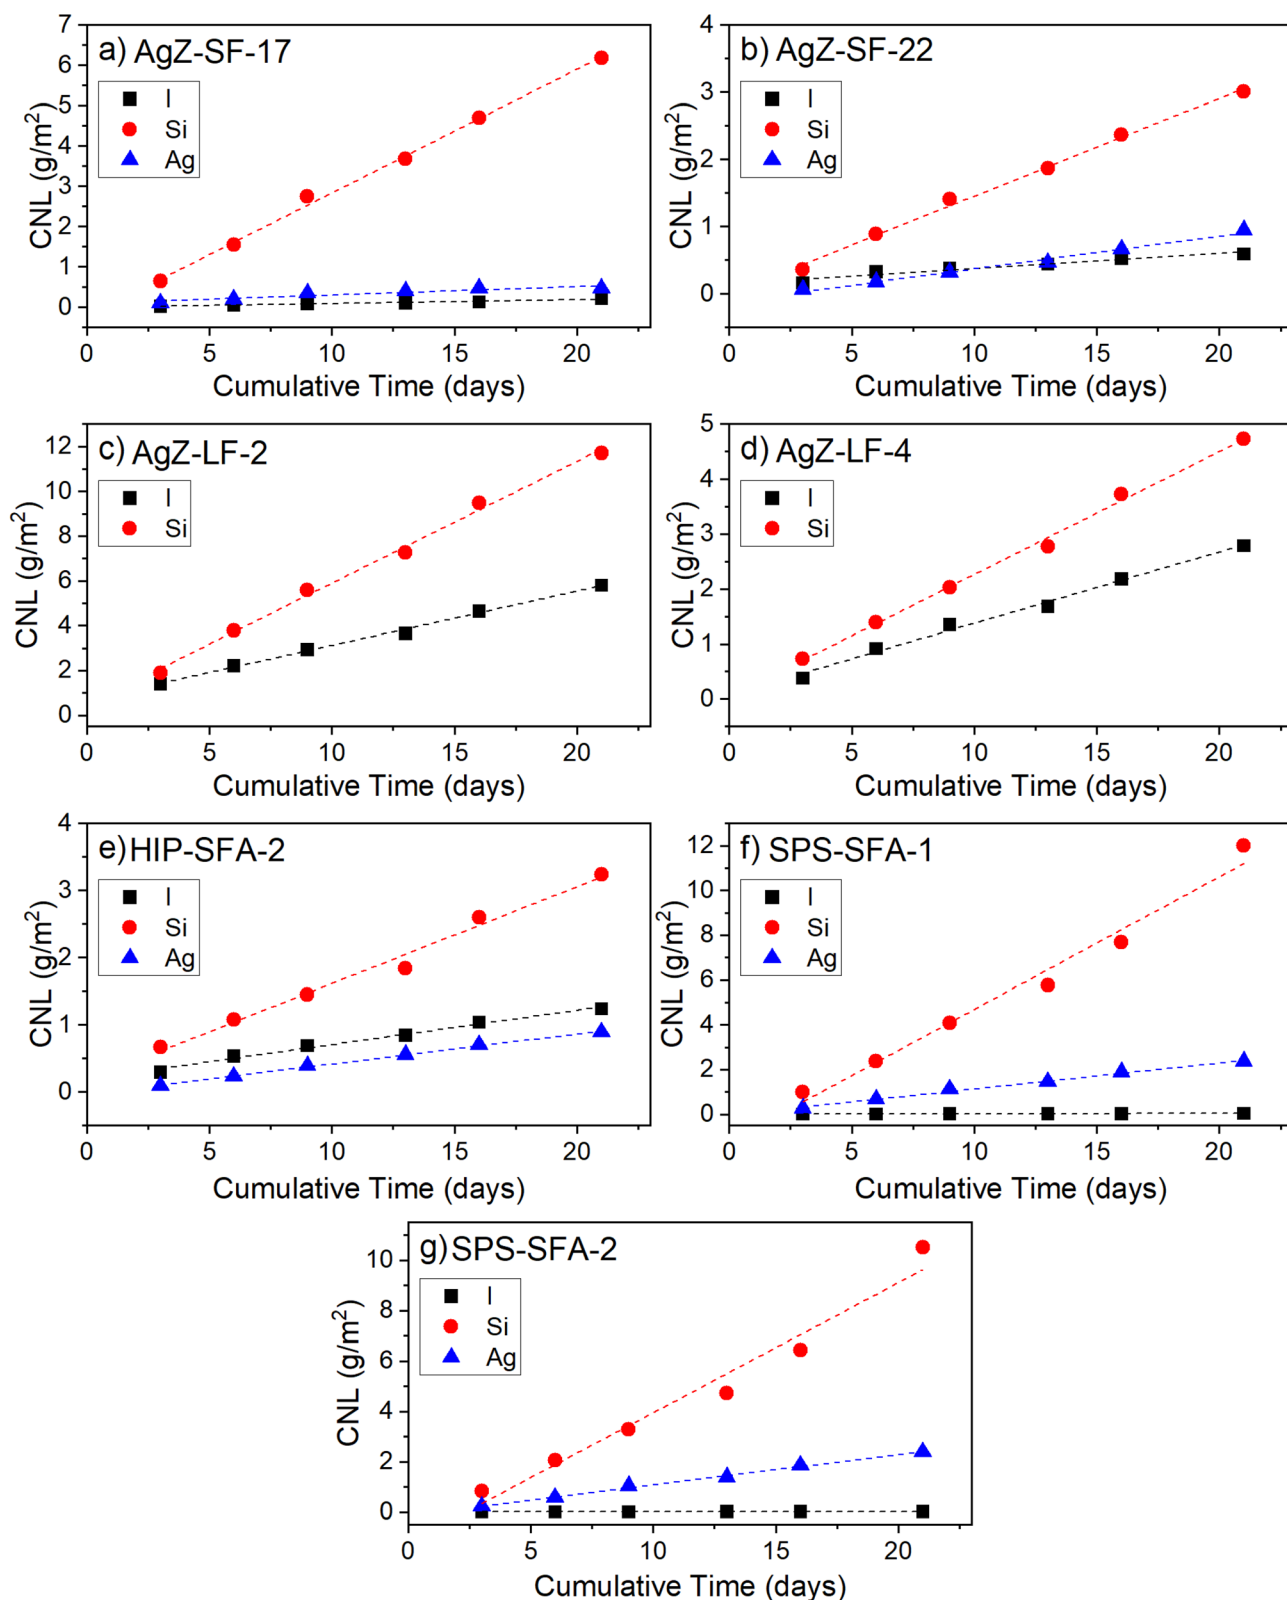 a) AgZ-SF-17
I
Si
Ag
CNL (g/m²)
7
6
5
4
3
2
1
0
0 5 10 15 20
Cumulative Time (days)
b) AgZ-SF-22
I
Si
Ag
CNL (g/m²)
4
3
2
1
0
0 5 10 15 20
Cumulative Time (days)
c) AgZ-LF-2
I
Si
CNL (g/m²)
12
10
8
6
4
2
0
0 5 10 15 20
Cumulative Time (days)
d) AgZ-LF-4
I
Si
CNL (g/m²)
5
4
3
2
1
0
0 5 10 15 20
Cumulative Time (days)
e) HIP-SFA-2
I
Si
Ag
CNL (g/m²)
4
3
2
1
0
0 5 10 15 20
Cumulative Time (days)
f) SPS-SFA-1
I
Si
Ag
CNL (g/m²)
12
10
8
6
4
2
0
0 5 10 15 20
Cumulative Time (days)
g) SPS-SFA-2
I
Si
Ag
CNL (g/m²)
10
8
6
4
2
0
0 5 10 15 20
Cumulative Time (days)